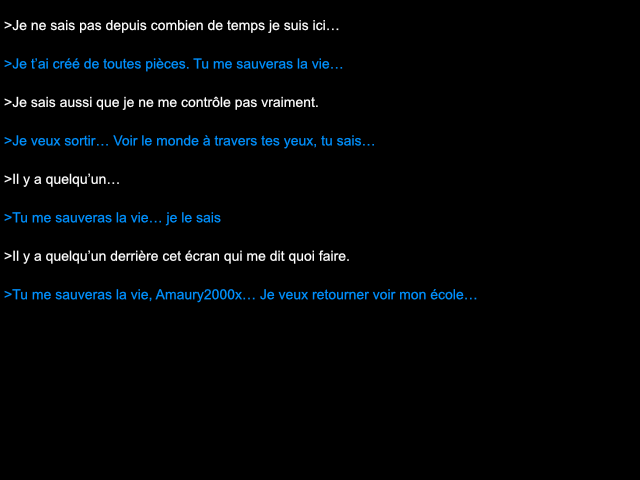 >Je ne sais pas depuis combien de temps je suis ici…
>Je t’ai créé de toutes pièces. Tu me sauveras la vie…
>Je sais aussi que je ne me contrôle pas vraiment.
>Je veux sortir… Voir le monde à travers tes yeux, tu sais…
>Il y a quelqu’un…
>Tu me sauveras la vie… je le sais
>Il y a quelqu’un derrière cet écran qui me dit quoi faire.
>Tu me sauveras la vie, Amaury2000x… Je veux retourner voir mon école…